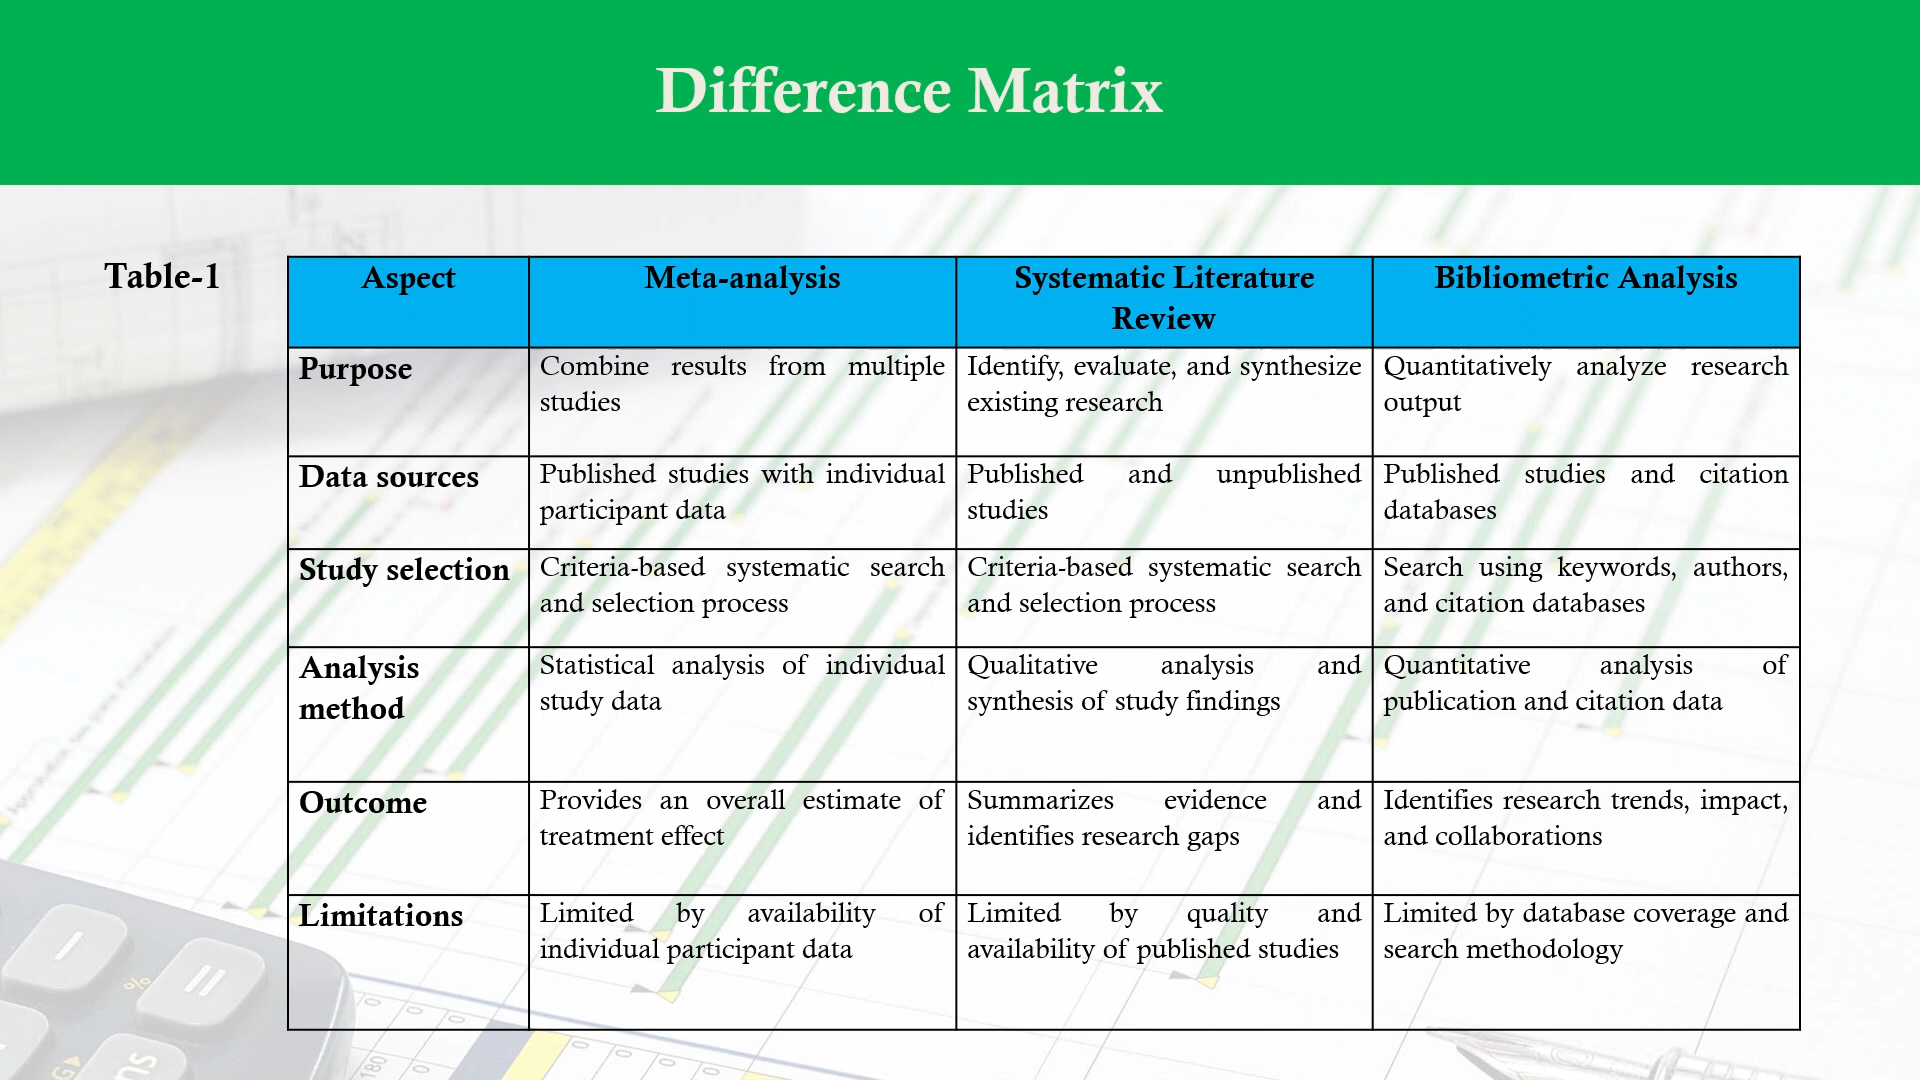 Difference Matrix
Table-1
Aspect
Meta-analysis
Systematic Literature
Review
Bibliometric Analysis
Purpose
Combine results from multiple
studies
Identify, evaluate, and synthesize
existing research
Quantitatively analyze research
output
Data sources
Published studies with individual
participant data
Published and unpublished
studies
Published studies and citation
databases
Study selection
Criteria-based systematic search
and selection process
Criteria-based systematic search
and selection process
Search using keywords, authors,
and citation databases
Analysis
method
Statistical analysis of individual
study data
Qualitative analysis and
synthesis of study findings
Quantitative analysis of
publication and citation data
Outcome
Provides an overall estimate of
treatment effect
Summarizes evidence and
identifies research gaps
Identifies research trends, impact,
and collaborations
Limitations
Limited by availability of
individual participant data
Limited by quality and
availability of published studies
Limited by database coverage and
search methodology